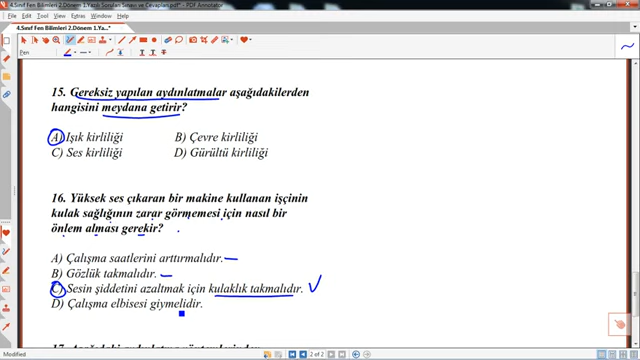 4.Sınıf Fen Bilimleri 2.Dönem 1.Yazılı Soruları Sınavı ve Cevapları.pdf* - PDF Annotator
File Edit View Insert Document Tool Window Help
4.Sınıf Fen Bilimleri 2.Dönem 1.Ya...*
Pen
15. Gereksiz yapılan aydınlatmalar aşağıdakilerden
hangisini meydana getirir?
A) Işık kirliliği B) Çevre kirliliği
C) Ses kirliliği D) Gürültü kirliliği
16. Yüksek ses çıkaran bir makine kullanan işçinin
kulak sağlığının zarar görmemesi için nasıl bir
önlem alması gerekir?
A) Çalışma saatlerini arttırmalıdır.
B) Gözlük takmalıdır.
C) Sesin şiddetini azaltmak için kulaklık takmalıdır.
D) Çalışma elbisesi giymelidir.
2 of 2